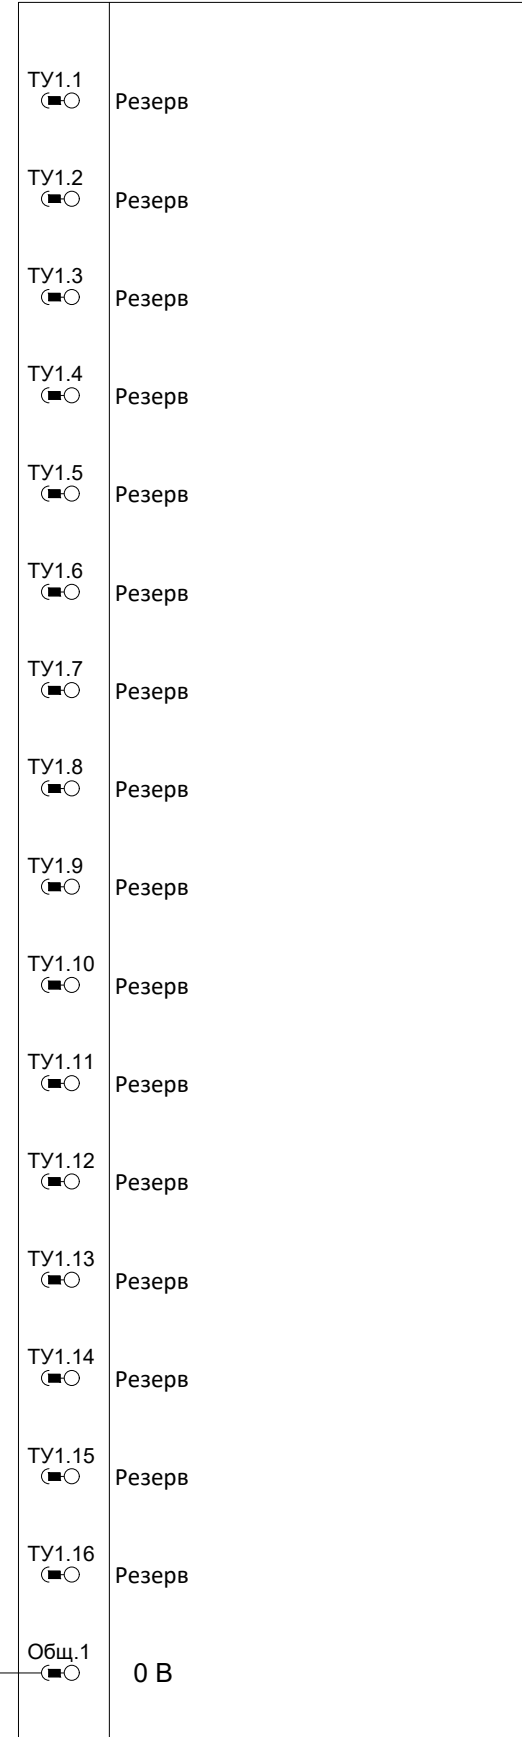 ТУ1.1
Резерв
ТУ1.2
Резерв
ТУ1.3
Резерв
ТУ1.4
Резерв
ТУ1.5
Резерв
ТУ1.6
Резерв
ТУ1.7
Резерв
ТУ1.8
Резерв
ТУ1.9
Резерв
ТУ1.10
Резерв
ТУ1.11
Резерв
ТУ1.12
Резерв
ТУ1.13
Резерв
ТУ1.14
Резерв
ТУ1.15
Резерв
ТУ1.16
Резерв
Общ.1
0 В